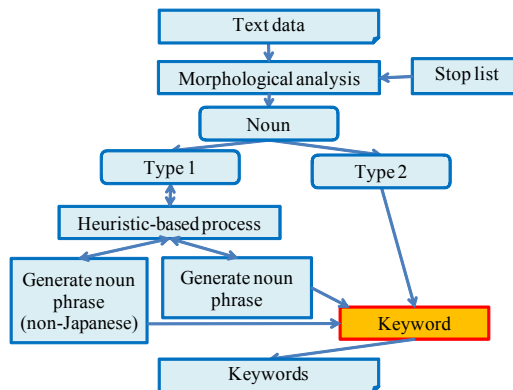 Text data
Morphological analysis
Stop list
Noun
Type 1
Type 2
Heuristic-based process
Generate noun
phrase
(non-Japanese)
Generate noun
phrase
Keyword
Keywords